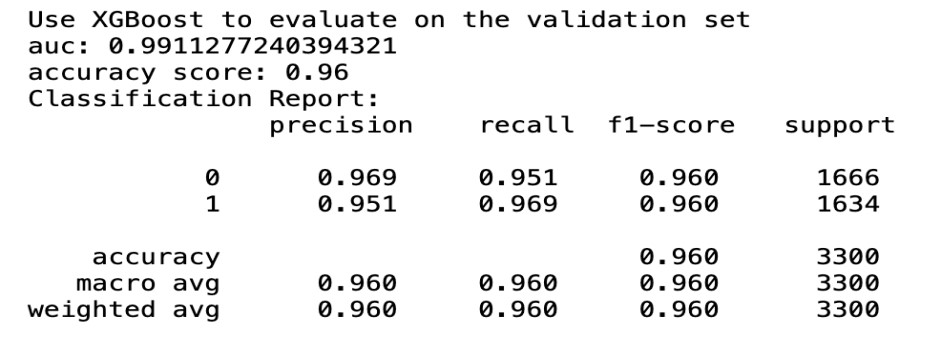 Use XGBoost to evaluate on the validation set
auc: 0.9911277240394321
accuracy score: 0.96
Classification Report:
precision recall f1-score support
0 0.969 0.951 0.960 1666
1 0.951 0.969 0.960 1634
accuracy 0.960 3300
macro avg 0.960 0.960 0.960 3300
weighted avg 0.960 0.960 0.960 3300